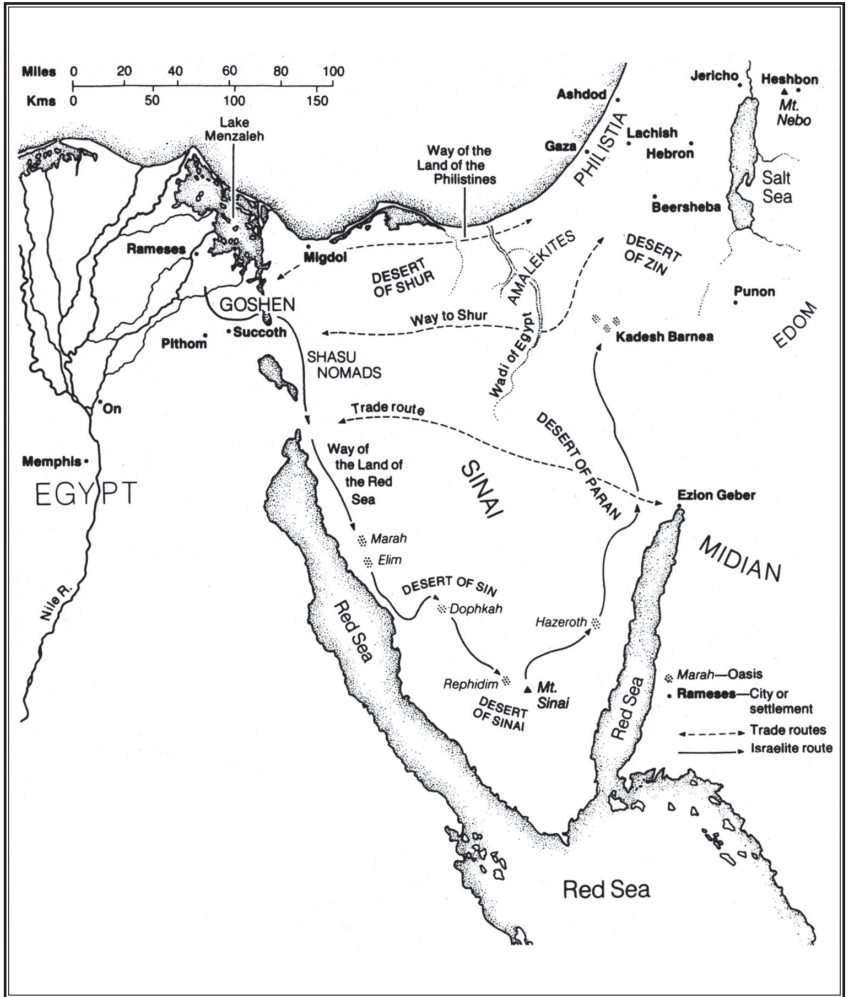 Miles 0 20 40 60 80 100
Kms 0 50 100 150
Lake
Menzaleh
Way of the
Land of the
Philistines
Jericho
Heshbon
Mt.
Nebo
Ashdod
PHILISTIA
Gaza
Lachish
Hebron
Salt
Sea
Beersheba
Rameses
Migdol
DESERT
OF SHUR
AMALEKITES
DESERT
OF ZIN
Punon
EDOM
GOSHEN
Way to Shur
Wadi of Egypt
Kadesh Barnea
Pithom
Succoth
SHASU
NOMADS
On
Trade route
DESERT OF PARAN
Memphis
EGYPT
Way of
the Land of
the Red
Sea
SINAI
Ezion Geber
MIDIAN
Marah
Elim
Nile R.
DESERT OF SIN
Dophkah
Red Sea
Hazeroth
Rephidim
Mt.
Sinai
DESERT
OF SINAI
Red Sea
Marah—Oasis
Rameses—City or
settlement
Trade routes
Israelite route
Red Sea